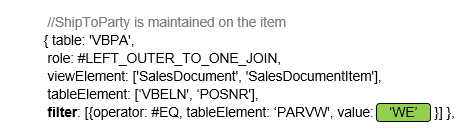 //ShipToParty is maintained on the item
{ table: 'VBPA',
role: #LEFT_OUTER_TO_ONE_JOIN,
viewElement: ['SalesDocument', 'SalesDocumentItem'],
tableElement: ['VBELN', ‘POSNR’],
filter: [{operator: #EQ, tableElement: ‘PARVW’, value: ‘WE’ }] },